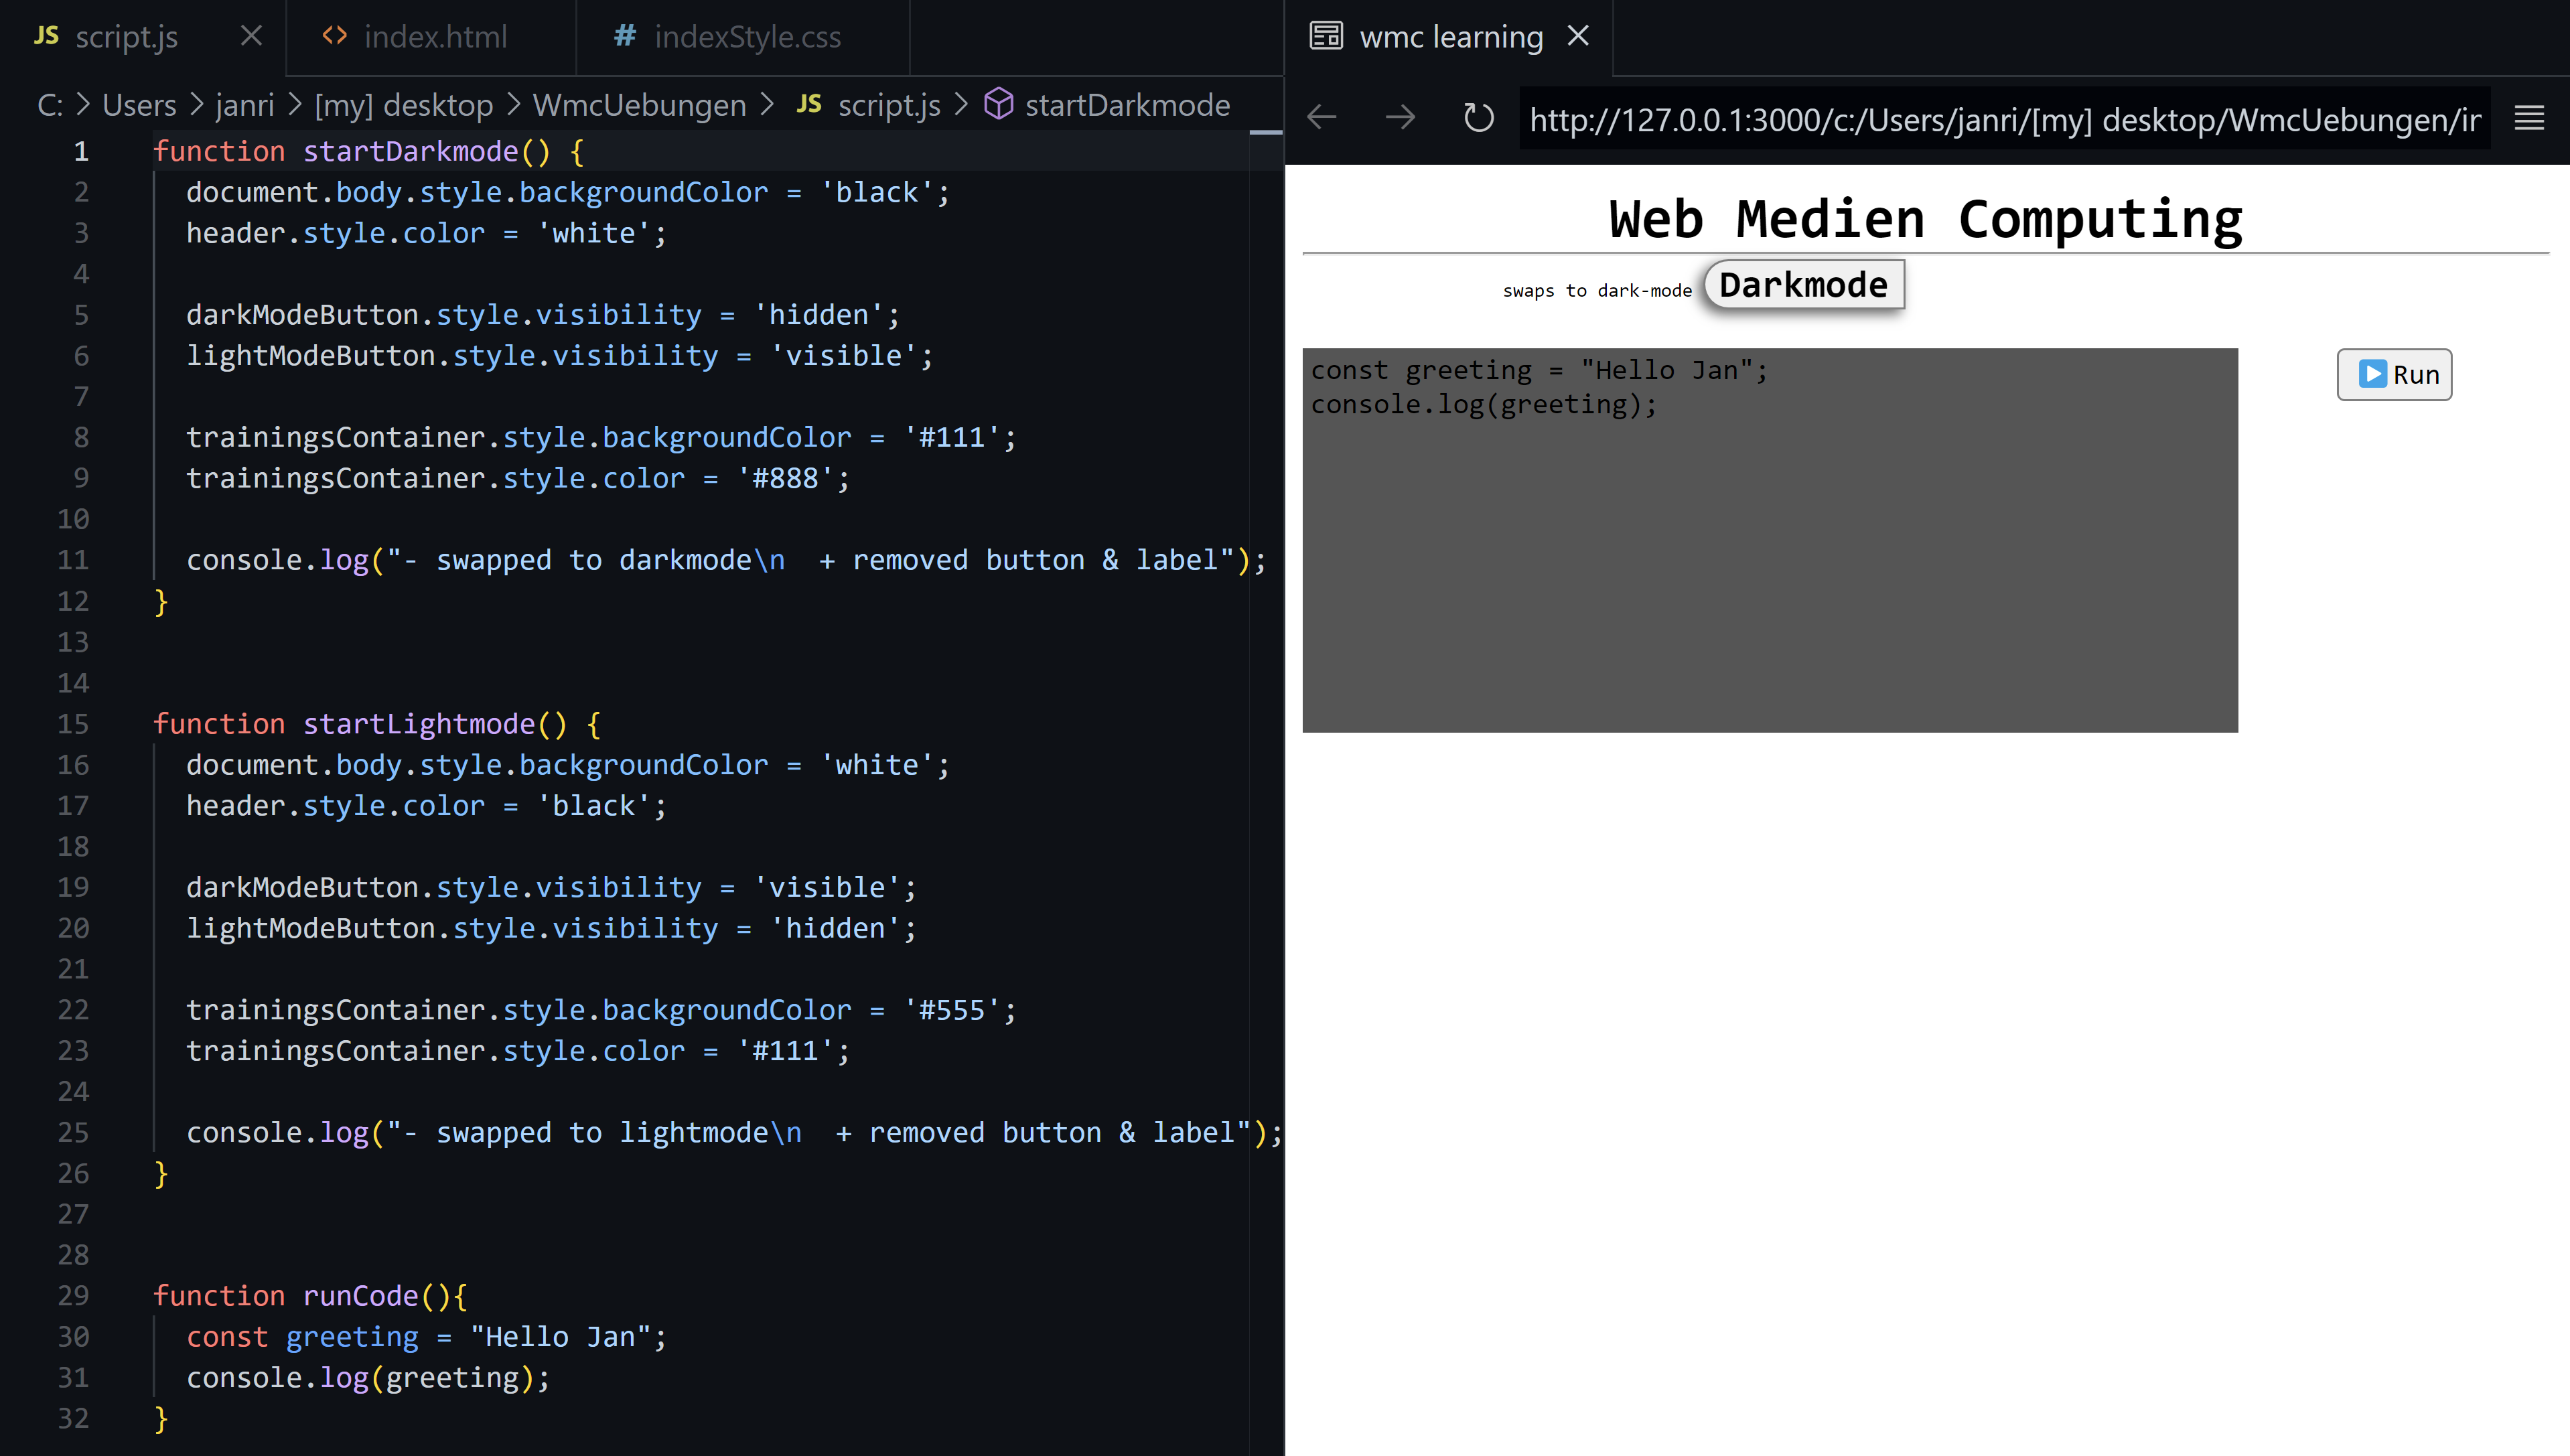 JS script.js
<> index.html
# indexStyle.css
C: > Users > janri > [my] desktop > WmcUebungen > JS script.js > startDarkmode
1 function startDarkmode() {
2 document.body.style.backgroundColor = 'black';
3 header.style.color = 'white';
4
5 darkModeButton.style.visibility = 'hidden';
6 lightModeButton.style.visibility = 'visible';
7
8 trainingsContainer.style.backgroundColor = '#111';
9 trainingsContainer.style.color = '#888';
10
11 console.log("- swapped to darkmode\n  + removed button & label");
12 }
13
14
15 function startLightmode() {
16 document.body.style.backgroundColor = 'white';
17 header.style.color = 'black';
18
19 darkModeButton.style.visibility = 'visible';
20 lightModeButton.style.visibility = 'hidden';
21
22 trainingsContainer.style.backgroundColor = '#555';
23 trainingsContainer.style.color = '#111';
24
25 console.log("- swapped to lightmode\n  + removed button & label");
26 }
27
28
29 function runCode(){
30 const greeting = "Hello Jan";
31 console.log(greeting);
32 }
wmc learning
http://127.0.0.1:3000/c:/Users/janri/[my] desktop/WmcUebungen/ir
Web Medien Computing
swaps to dark-mode Darkmode
const greeting = "Hello Jan";
console.log(greeting);
Run